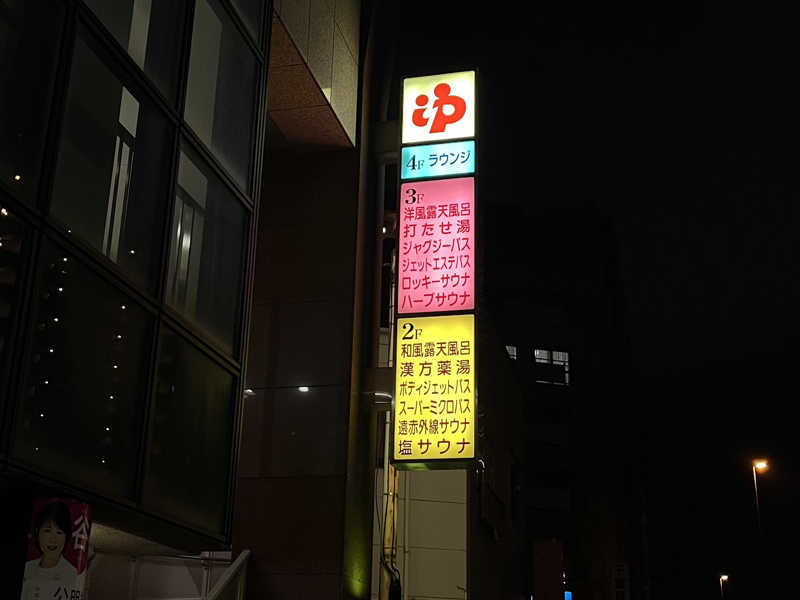 ゆ
4F ラウンジ
3F
洋風露天風呂
打たせ湯
ジャグジーバス
ジェットエステバス
ロッキーサウナ
ハーブサウナ
2F
和風露天風呂
漢方薬湯
ボディジェットバス
スーパーミクロバス
遠赤外線サウナ
塩サウナ
谷
公明